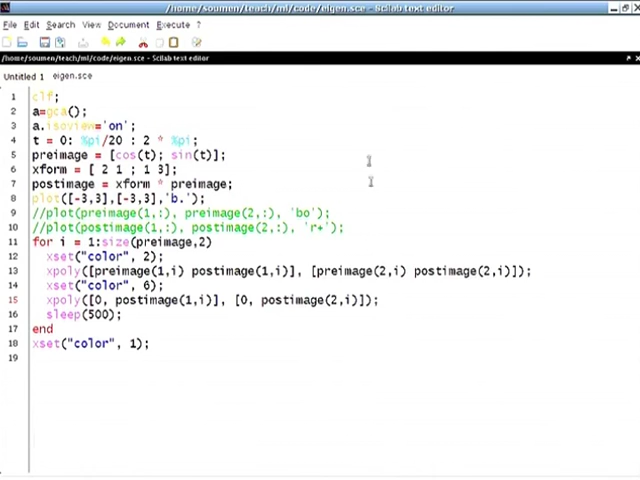 /home/soumen/teach/ml/code/eigen.sce - Scilab text editor
File Edit Search View Document Execute ?
/home/soumen/teach/ml/code/eigen.sce - Scilab text editor
Untitled 1 eigen.sce
1 clf;
2 a=gca();
3 a.isoview='on';
4 t = 0: %pi/20 : 2 * %pi;
5 preimage = [cos(t); sin(t)];
6 xform = [ 2 1 ; 1 3];
7 postimage = xform * preimage;
8 plot([-3,3],[-3,3],'b.');
9 //plot(preimage(1,:), preimage(2,:), 'bo');
10 //plot(postimage(1,:), postimage(2,:), 'r+');
11 for i = 1:size(preimage,2)
12 xset("color", 2);
13 xpoly([preimage(1,i) postimage(1,i)], [preimage(2,i) postimage(2,i)]);
14 xset("color", 6);
15 xpoly([0, postimage(1,i)], [0, postimage(2,i)]);
16 sleep(500);
17 end
18 xset("color", 1);
19